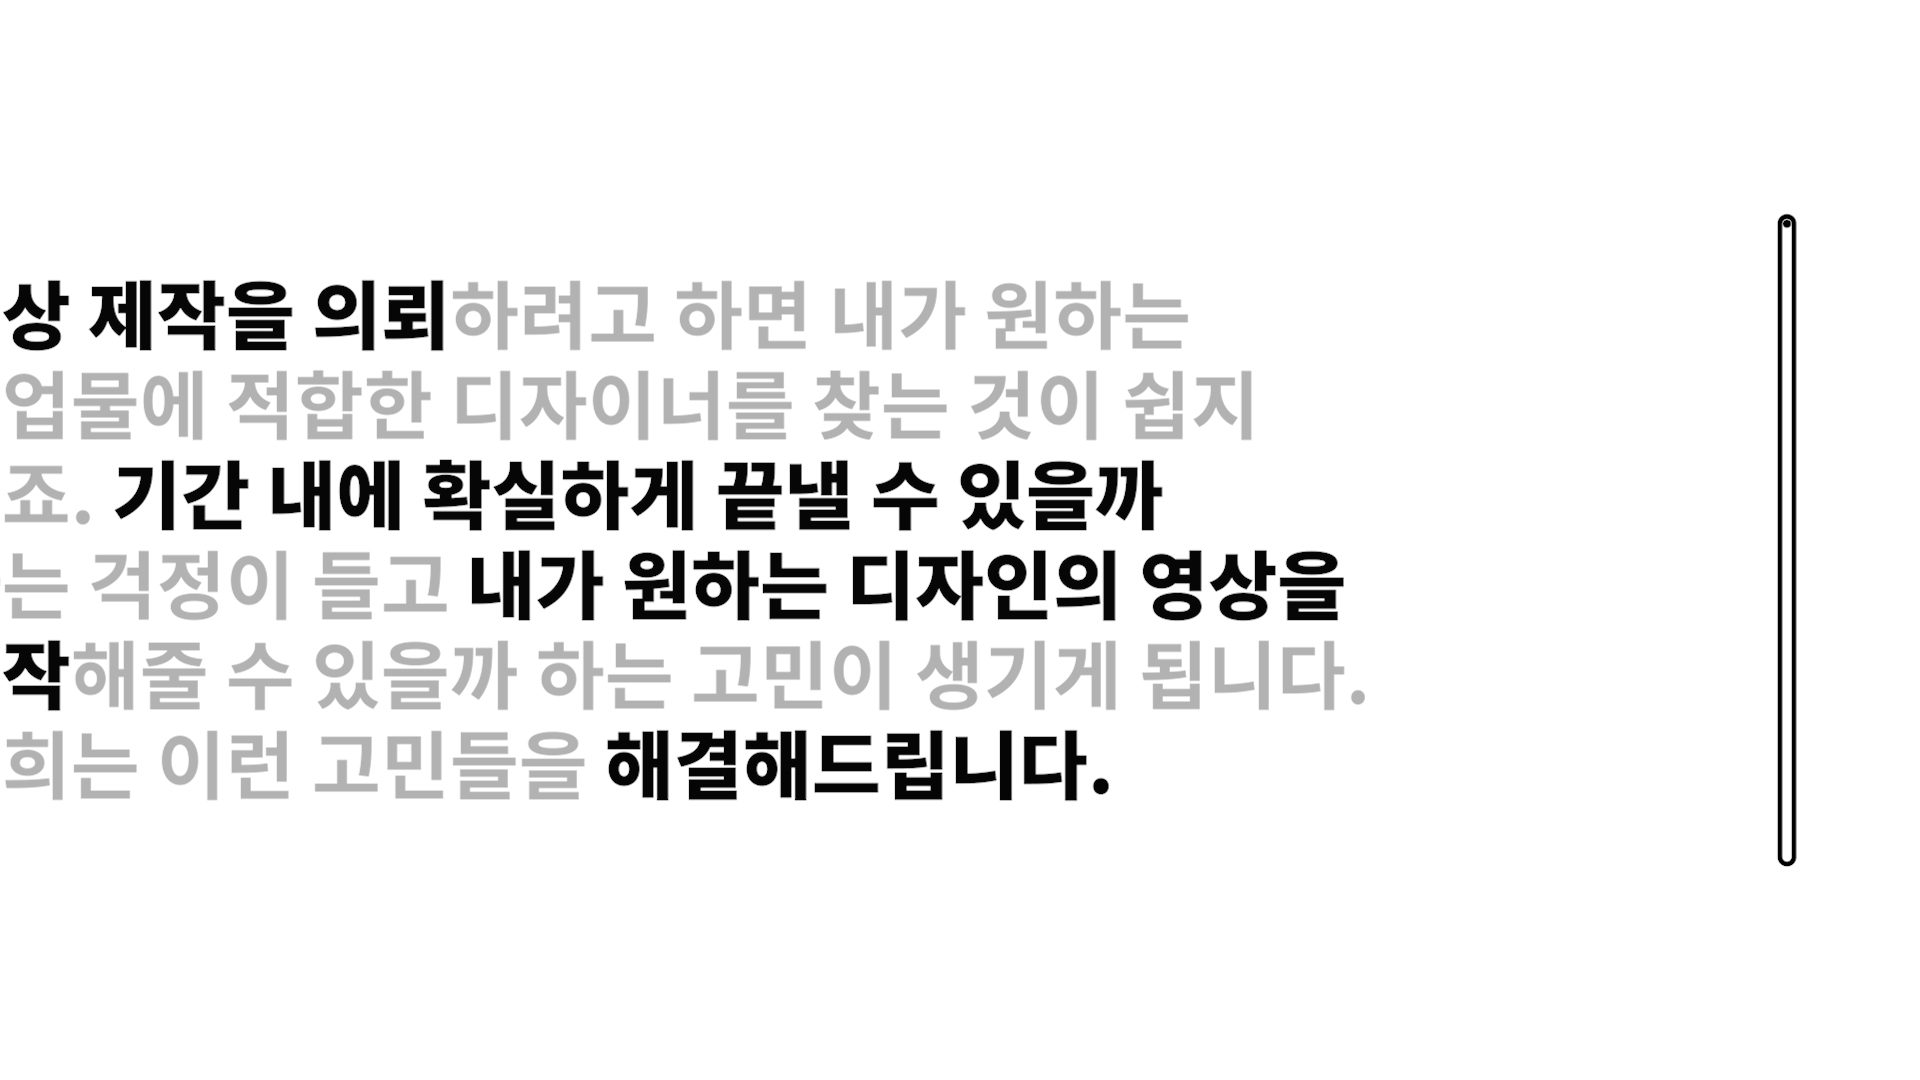 상 제작을 의뢰하려고 하면 내가 원하는
업물에 적합한 디자이너를 찾는 것이 쉽지
죠. 기간 내에 확실하게 끝낼 수 있을까
는 걱정이 들고 내가 원하는 디자인의 영상을
작해줄 수 있을까 하는 고민이 생기게 됩니다.
희는 이런 고민들을 해결해드립니다.